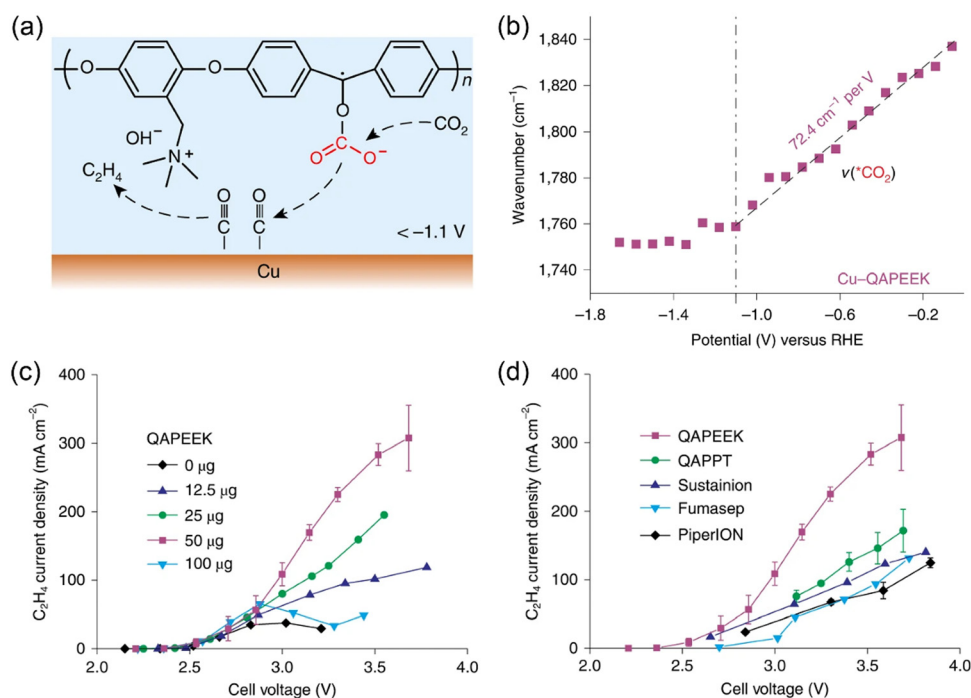 (a)
O
O
n
O
CO₂
OH⁻
C
O
O⁻
N⁺
C₂H₄
O
O
C
C
< −1.1 V
Cu
(b)
1,840
1,820
1,800
1,780
1,760
1,740
Wavenumber (cm⁻¹)
72.4 cm⁻¹ per V
ν(*CO₂)
Cu–QAPEEK
−1.8
−1.4
−1.0
−0.6
−0.2
Potential (V) versus RHE
(c)
400
300
200
100
0
C₂H₄ current density (mA cm⁻²)
QAPEEK
0 μg
12.5 μg
25 μg
50 μg
100 μg
2.0
2.5
3.0
3.5
4.0
Cell voltage (V)
(d)
400
300
200
100
0
C₂H₄ current density (mA cm⁻²)
QAPEEK
QAPPT
Sustainion
Fumasep
PiperION
2.0
2.5
3.0
3.5
4.0
Cell voltage (V)